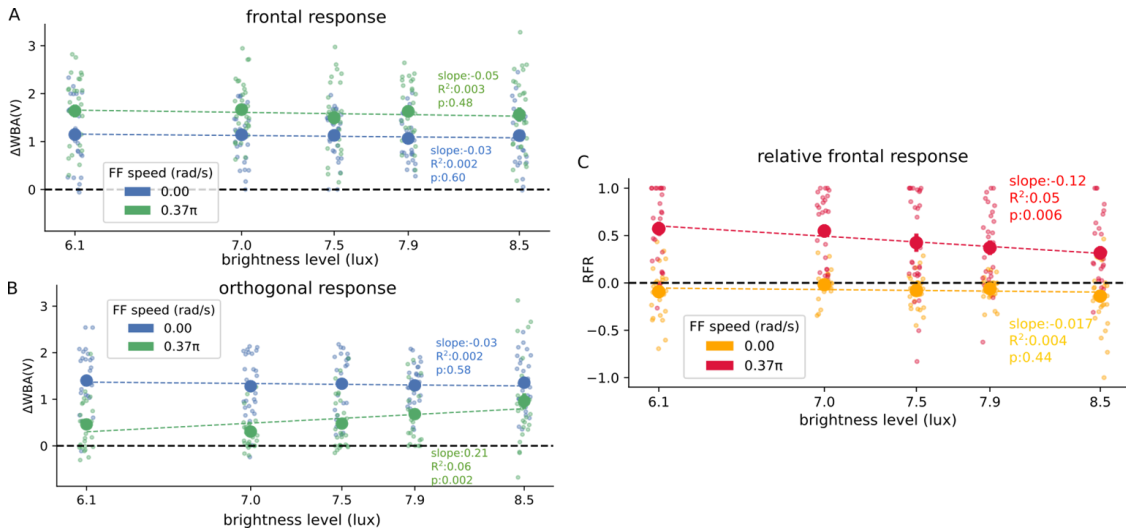 A
frontal response
3
2
1
0
ΔWBA(V)
slope:-0.05
R²:0.003
p:0.48
slope:-0.03
R²:0.002
p:0.60
FF speed (rad/s)
0.00
0.37π
6.1
7.0
7.5
7.9
8.5
brightness level (lux)
B
orthogonal response
3
2
1
0
ΔWBA(V)
FF speed (rad/s)
0.00
0.37π
slope:-0.03
R²:0.002
p:0.58
slope:0.21
R²:0.06
p:0.002
6.1
7.0
7.5
7.9
8.5
brightness level (lux)
C
relative frontal response
1.0
0.5
0.0
−0.5
−1.0
RFR
slope:-0.12
R²:0.05
p:0.006
slope:-0.017
R²:0.004
p:0.44
FF speed (rad/s)
0.00
0.37π
6.1
7.0
7.5
7.9
8.5
brightness level (lux)